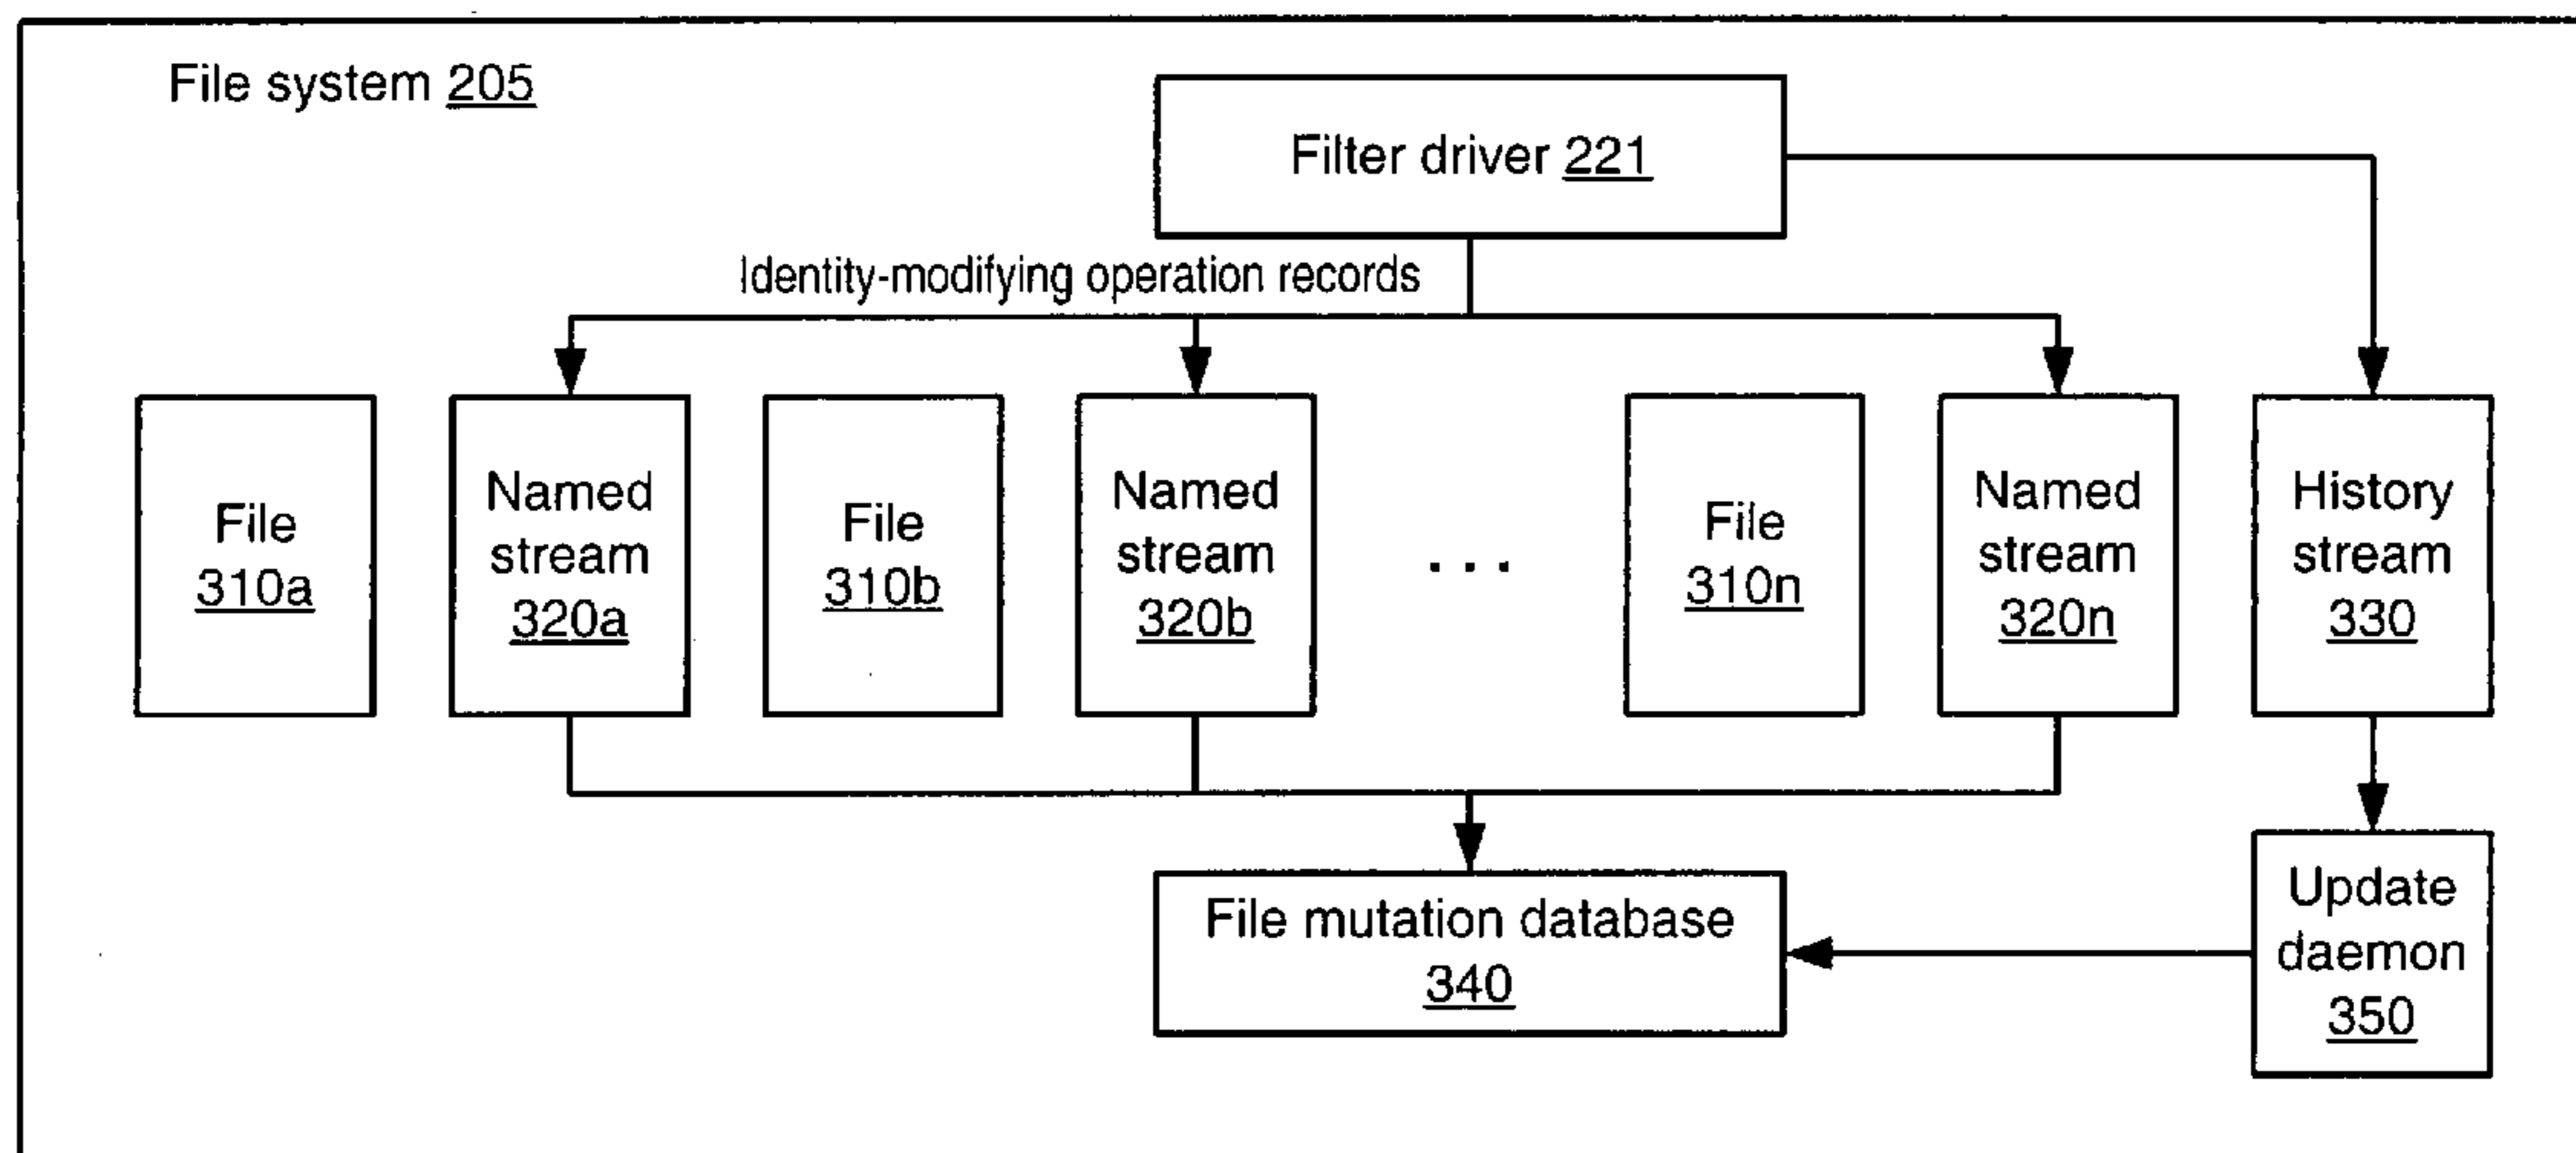 File system 205
Filter driver 221
Identity-modifying operation records
File
310a
Named
stream
320a
File
310b
Named
stream
320b
. . .
File
310n
Named
stream
320n
History
stream
330
File mutation database
340
Update
daemon
350